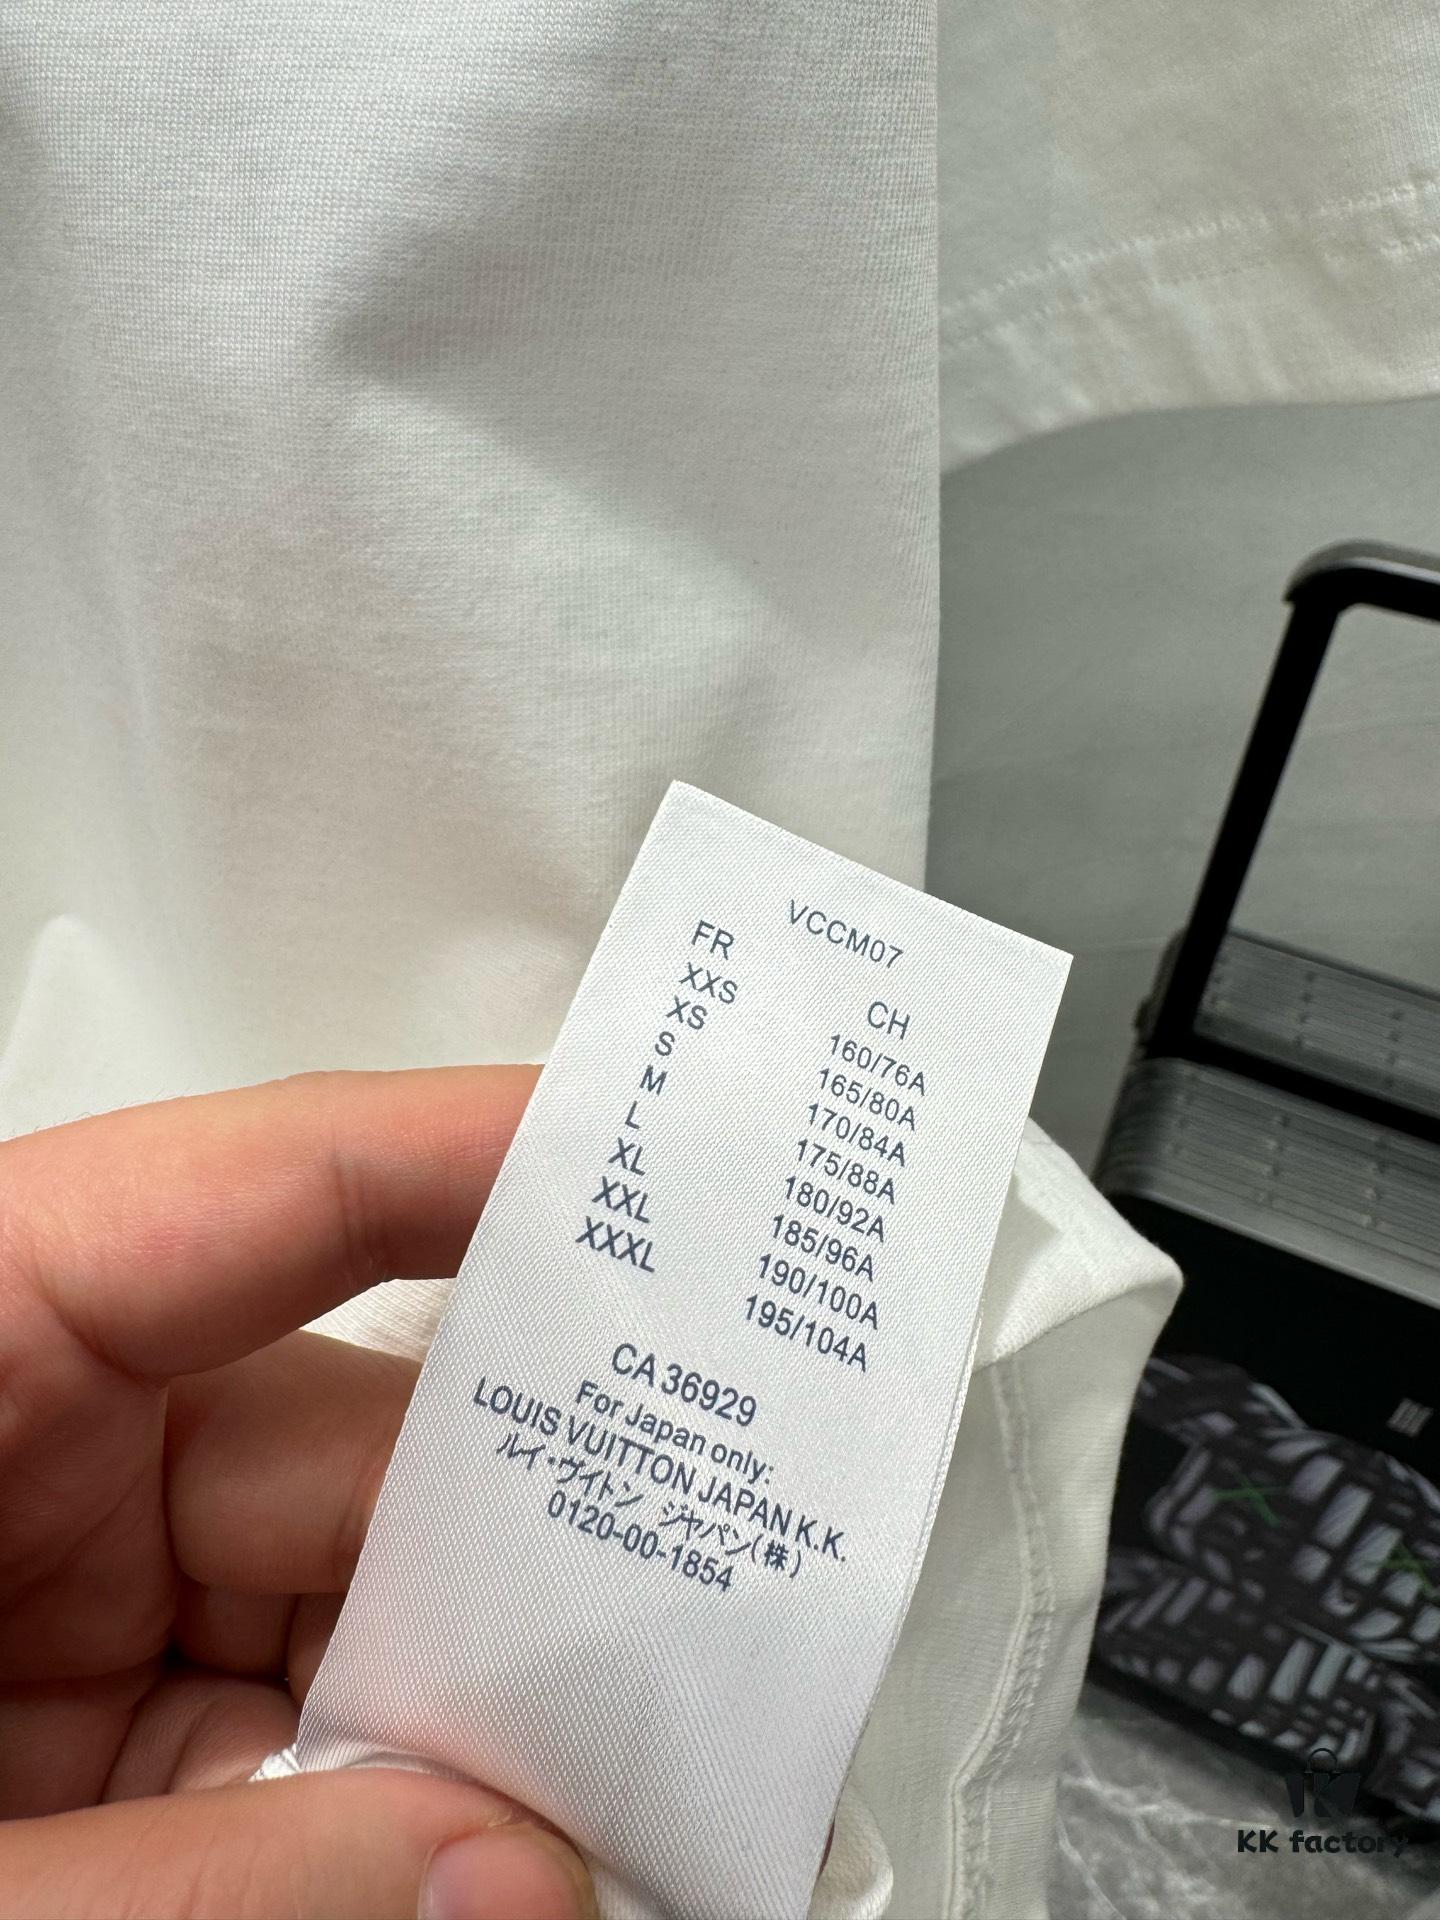 VCCM07
FR CH
XXS 160/76A
XS 165/80A
S 170/84A
M 175/88A
L 180/92A
XL 185/96A
XXL 190/100A
XXXL 195/104A
CA 36929
For Japan only:
LOUIS VUITTON JAPAN K.K.
ルイ・ヴイトン ジヤパン(株)
0120-00-1854
KK factory